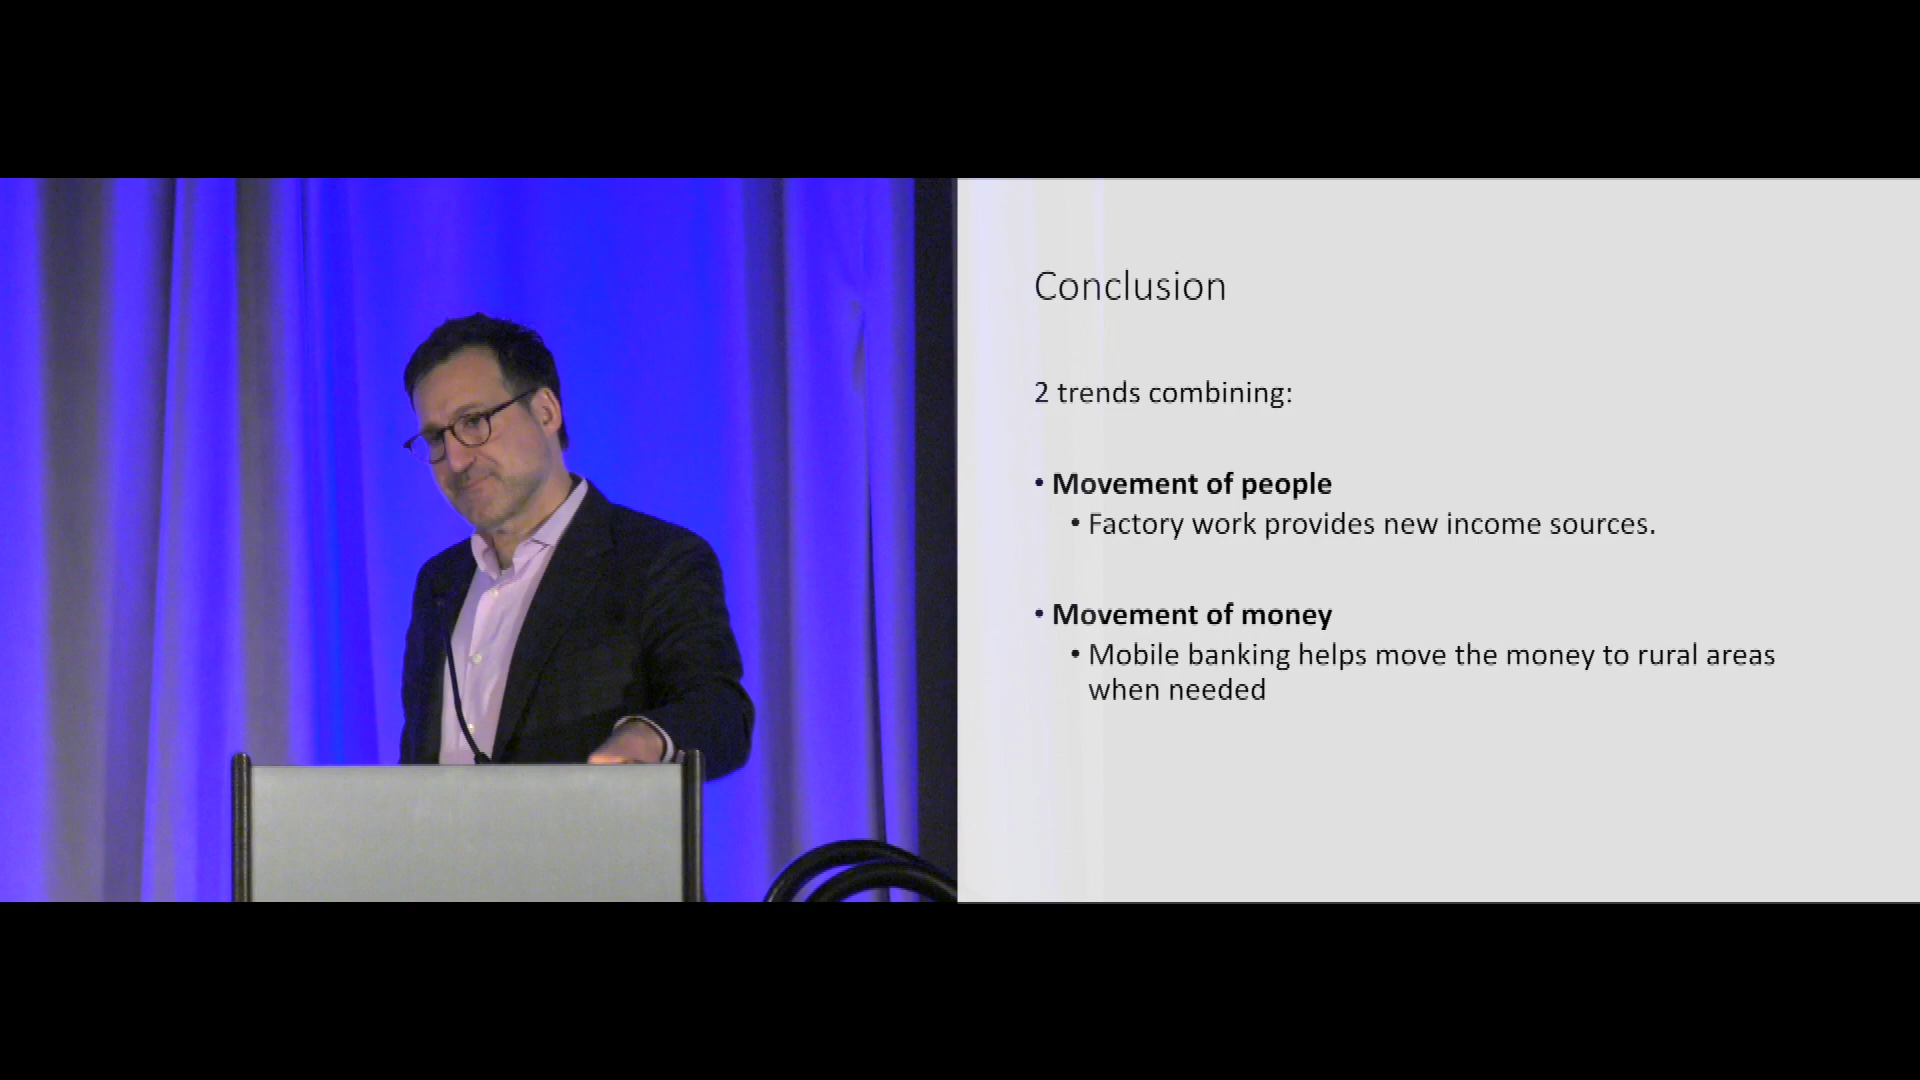 Conclusion
2 trends combining:
• Movement of people
• Factory work provides new income sources.
• Movement of money
• Mobile banking helps move the money to rural areas
when needed